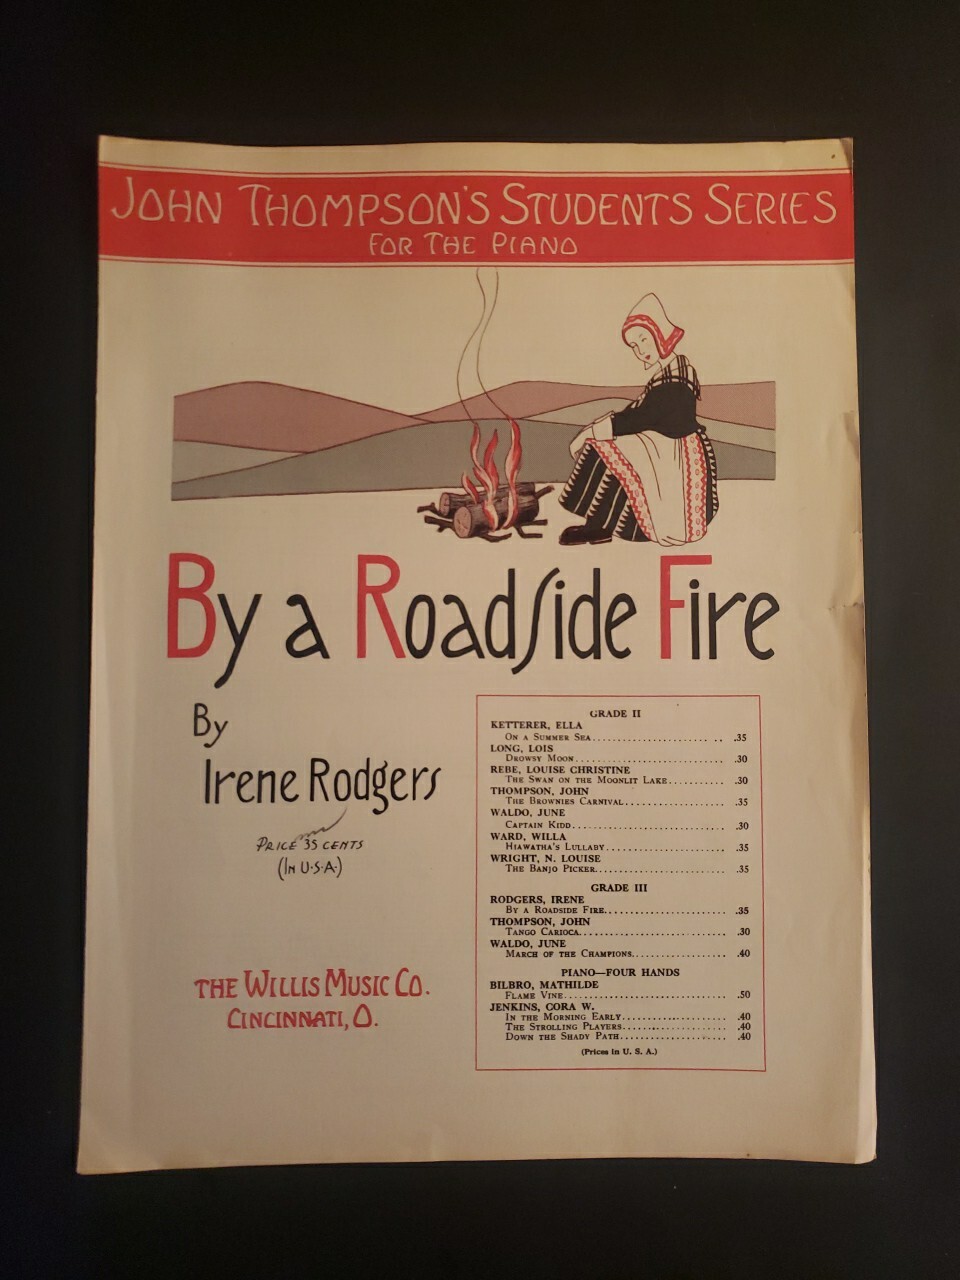 JOHN THOMPSON'S STUDENTS SERIES
FOR THE PIANO
By a Roadside Fire
By
Irene Rodgers
PRICE 35 CENTS
(IN U.S.A.)
THE WILLIS MUSIC CO.
CINCINNATI, O.
GRADE II
KETTERER, ELLA
ON A SUMMER SEA.......................... .. .35
LONG, LOIS
DROWSY MOON.............................. .30
REBE, LOUISE CHRISTINE
THE SWAN ON THE MOONLIT LAKE........... .30
THOMPSON, JOHN
THE BROWNIES CARNIVAL.................... .35
WALDO, JUNE
CAPTAIN KIDD............................... .30
WARD, WILLA
HIAWATHA'S LULLABY........................ .35
WRIGHT, N. LOUISE
THE BANJO PICKER.......................... .35
GRADE III
RODGERS, IRENE
BY A ROADSIDE FIRE........................ .35
THOMPSON, JOHN
TANGO CARIOCA............................. .30
WALDO, JUNE
MARCH OF THE CHAMPIONS.................. .40
PIANO—FOUR HANDS
BILBRO, MATHILDE
FLAME VINE................................ .50
JENKINS, CORA W.
IN THE MORNING EARLY..................... .40
THE STROLLING PLAYERS..................... .40
DOWN THE SHADY PATH..................... .40
(Prices in U. S. A.)